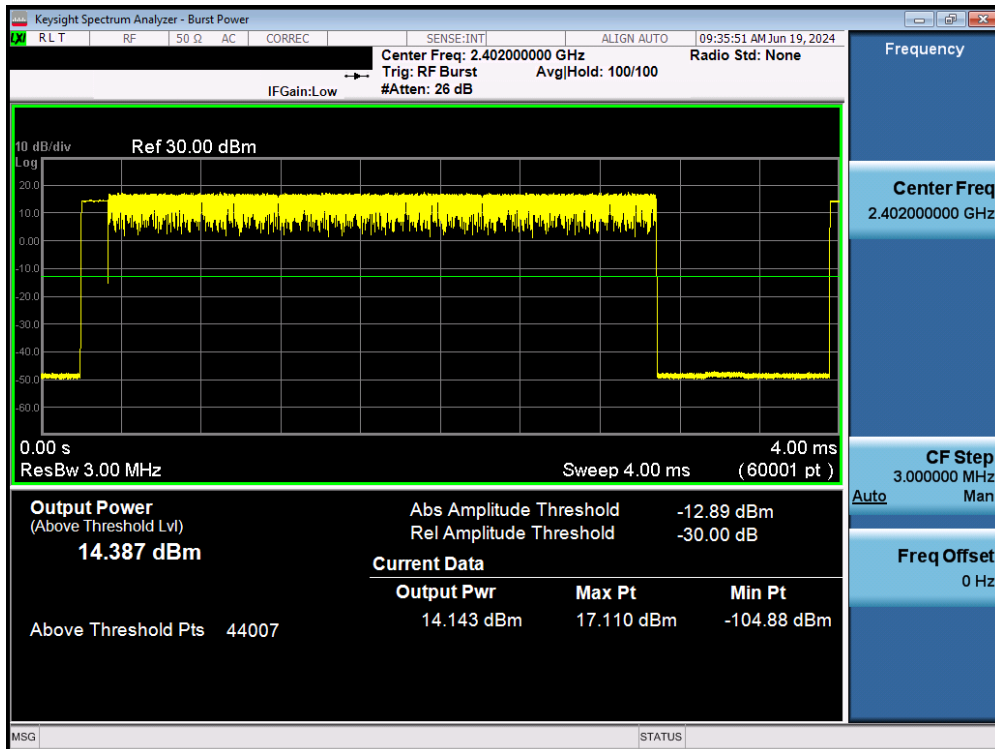 Keysight Spectrum Analyzer - Burst Power
LXI RLT RF 50 Ω AC CORREC SENSE:INT ALIGN AUTO 09:35:51 AM Jun 19, 2024
Center Freq: 2.402000000 GHz Radio Std: None
Trig: RF Burst Avg|Hold: 100/100
IFGain:Low #Atten: 26 dB
10 dB/div Ref 30.00 dBm
Log
20.0
10.0
0.00
-10.0
-20.0
-30.0
-40.0
-50.0
-60.0
0.00 s 4.00 ms
ResBw 3.00 MHz Sweep 4.00 ms (60001 pt)
Output Power
(Above Threshold Lvl)
14.387 dBm
Above Threshold Pts 44007
Abs Amplitude Threshold -12.89 dBm
Rel Amplitude Threshold -30.00 dB
Current Data
Output Pwr Max Pt Min Pt
14.143 dBm 17.110 dBm -104.88 dBm
MSG STATUS
Frequency
Center Freq
2.402000000 GHz
CF Step
3.000000 MHz
Auto Man
Freq Offset
0 Hz